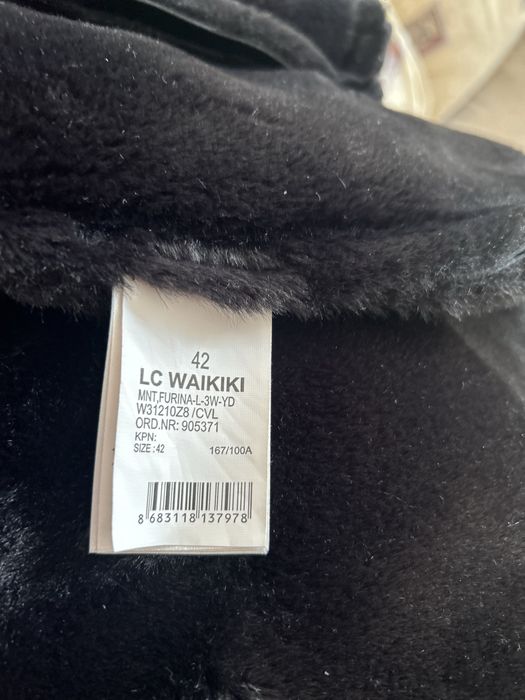 42
LC WAIKIKI
MNT,FURINA-L-3W-YD
W31210Z8 /CVL
ORD.NR: 905371
KPN:
SIZE : 42 167/100A
8 683118 137978